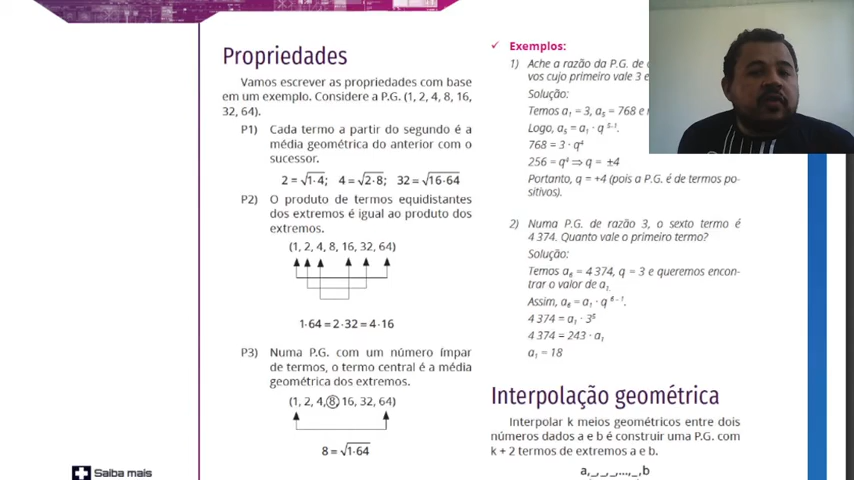 Propriedades
Vamos escrever as propriedades com base
em um exemplo. Considere a P.G. (1, 2, 4, 8, 16,
32, 64).
P1) Cada termo a partir do segundo é a
média geométrica do anterior com o
sucessor.
2 = √1·4; 4 = √2·8; 32 = √16·64
P2) O produto de termos equidistantes
dos extremos é igual ao produto dos
extremos.
(1, 2, 4, 8, 16, 32, 64)
1·64 = 2·32 = 4·16
P3) Numa P.G. com um número ímpar
de termos, o termo central é a média
geométrica dos extremos.
(1, 2, 4, 8, 16, 32, 64)
8 = √1·64
Saiba mais
✓ Exemplos:
1) Ache a razão da P.G. de
vos cujo primeiro vale 3 e
Solução:
Temos a₁ = 3, a₅ = 768 e
Logo, a₅ = a₁ · q ⁵⁻¹.
768 = 3 · q⁴
256 = q⁴ ⇒ q = ±4
Portanto, q = +4 (pois a P.G. é de termos po-
sitivos).
2) Numa P.G. de razão 3, o sexto termo é
4 374. Quanto vale o primeiro termo?
Solução:
Temos a₆ = 4 374, q = 3 e queremos encon-
trar o valor de a₁.
Assim, a₆ = a₁ · q ⁶⁻¹.
4 374 = a₁ · 3⁵
4 374 = 243 · a₁
a₁ = 18
Interpolação geométrica
Interpolar k meios geométricos entre dois
números dados a e b é construir uma P.G. com
k + 2 termos de extremos a e b.
a,_,_,_,...,_,b